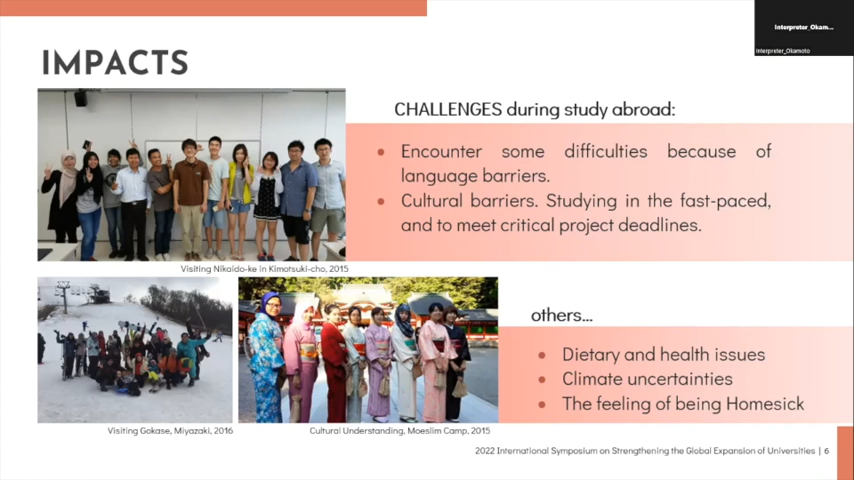 Interpreter_Okam...
Interpreter_Okamoto
IMPACTS
CHALLENGES during study abroad:
Encounter some difficulties because of
language barriers.
Cultural barriers. Studying in the fast-paced,
and to meet critical project deadlines.
Visiting Nikaido-ke in Kimotsuki-cho, 2015
others...
Dietary and health issues
Climate uncertainties
The feeling of being Homesick
Visiting Gokase, Miyazaki, 2016
Cultural Understanding, Moeslim Camp, 2015
2022 International Symposium on Strengthening the Global Expansion of Universities | 6